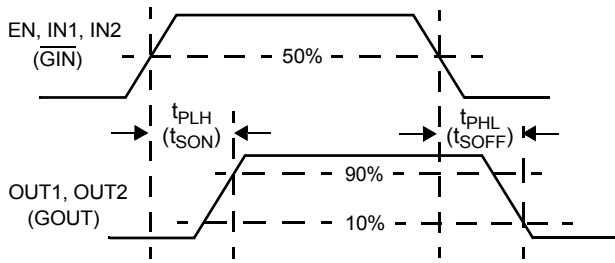 EN, IN1, IN2
(GIN)
50%
tPLH
(tSON)
tPHL
(tSOFF)
OUT1, OUT2
(GOUT)
90%
10%